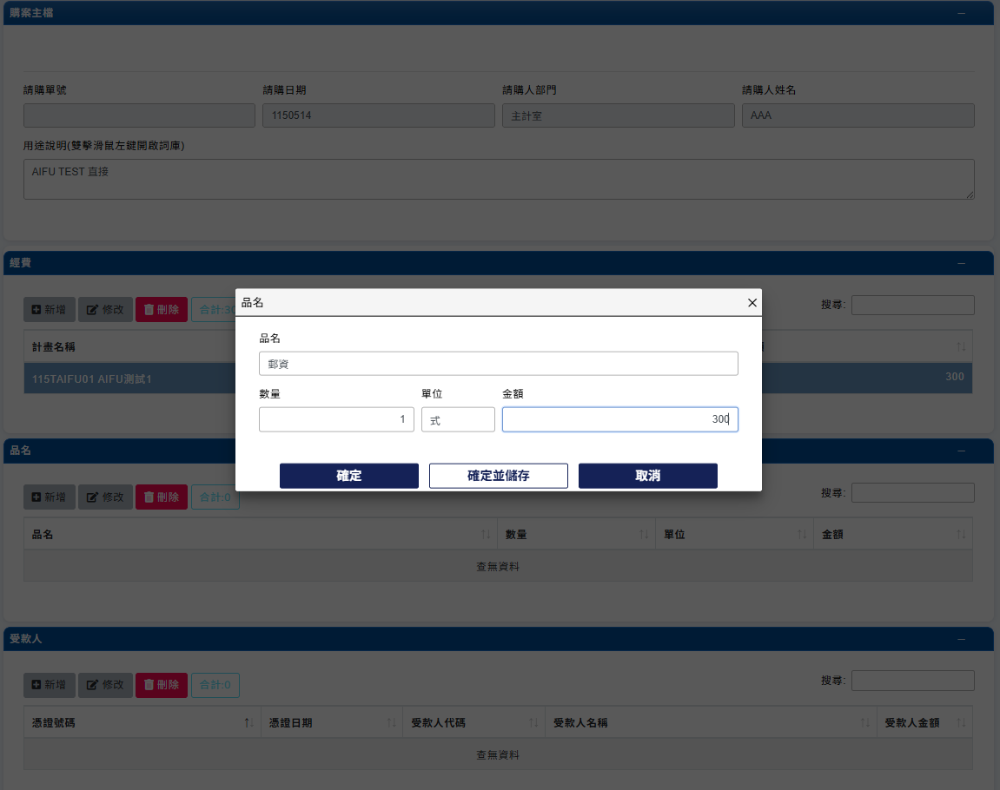 購案主檔
請購單號 請購日期 請購人部門 請購人姓名
1150514 主計室 AAA
用途說明(雙擊滑鼠左鍵開啟詞庫)
AIFU TEST 直接
經費
新增 修改 刪除 合計:30 搜尋:
計畫名稱
115TAIFU01 AIFU測試1 300
品名
品名
郵資
數量 單位 金額
1 式 300
確定 確定並儲存 取消
品名
新增 修改 刪除 合計:0 搜尋:
品名 數量 單位 金額
查無資料
受款人
新增 修改 刪除 合計:0 搜尋:
憑證號碼 憑證日期 受款人代碼 受款人名稱 受款人金額
查無資料